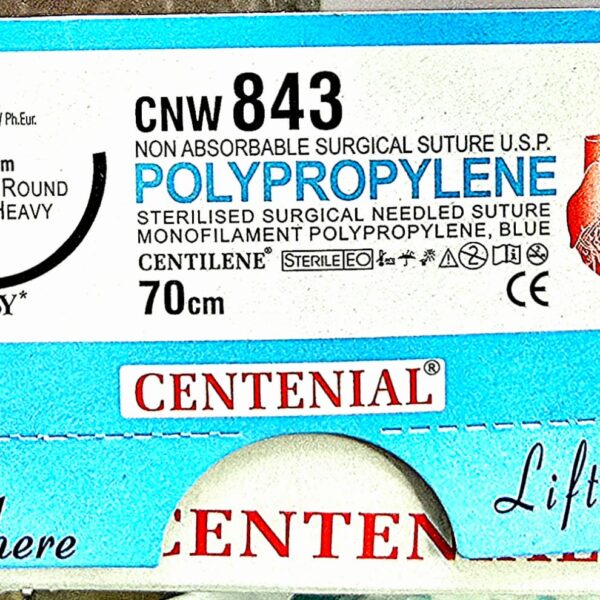 / Ph.Eur.
CNW 843
NON ABSORBABLE SURGICAL SUTURE U.S.P.
m
ROUND
HEAVY
POLYPROPYLENE
STERILISED SURGICAL NEEDLED SUTURE
MONOFILAMENT POLYPROPYLENE, BLUE
CENTILENE® STERILE EO
Y*
70cm
CE
CENTENIAL®
Lift
here
CENTENIAL